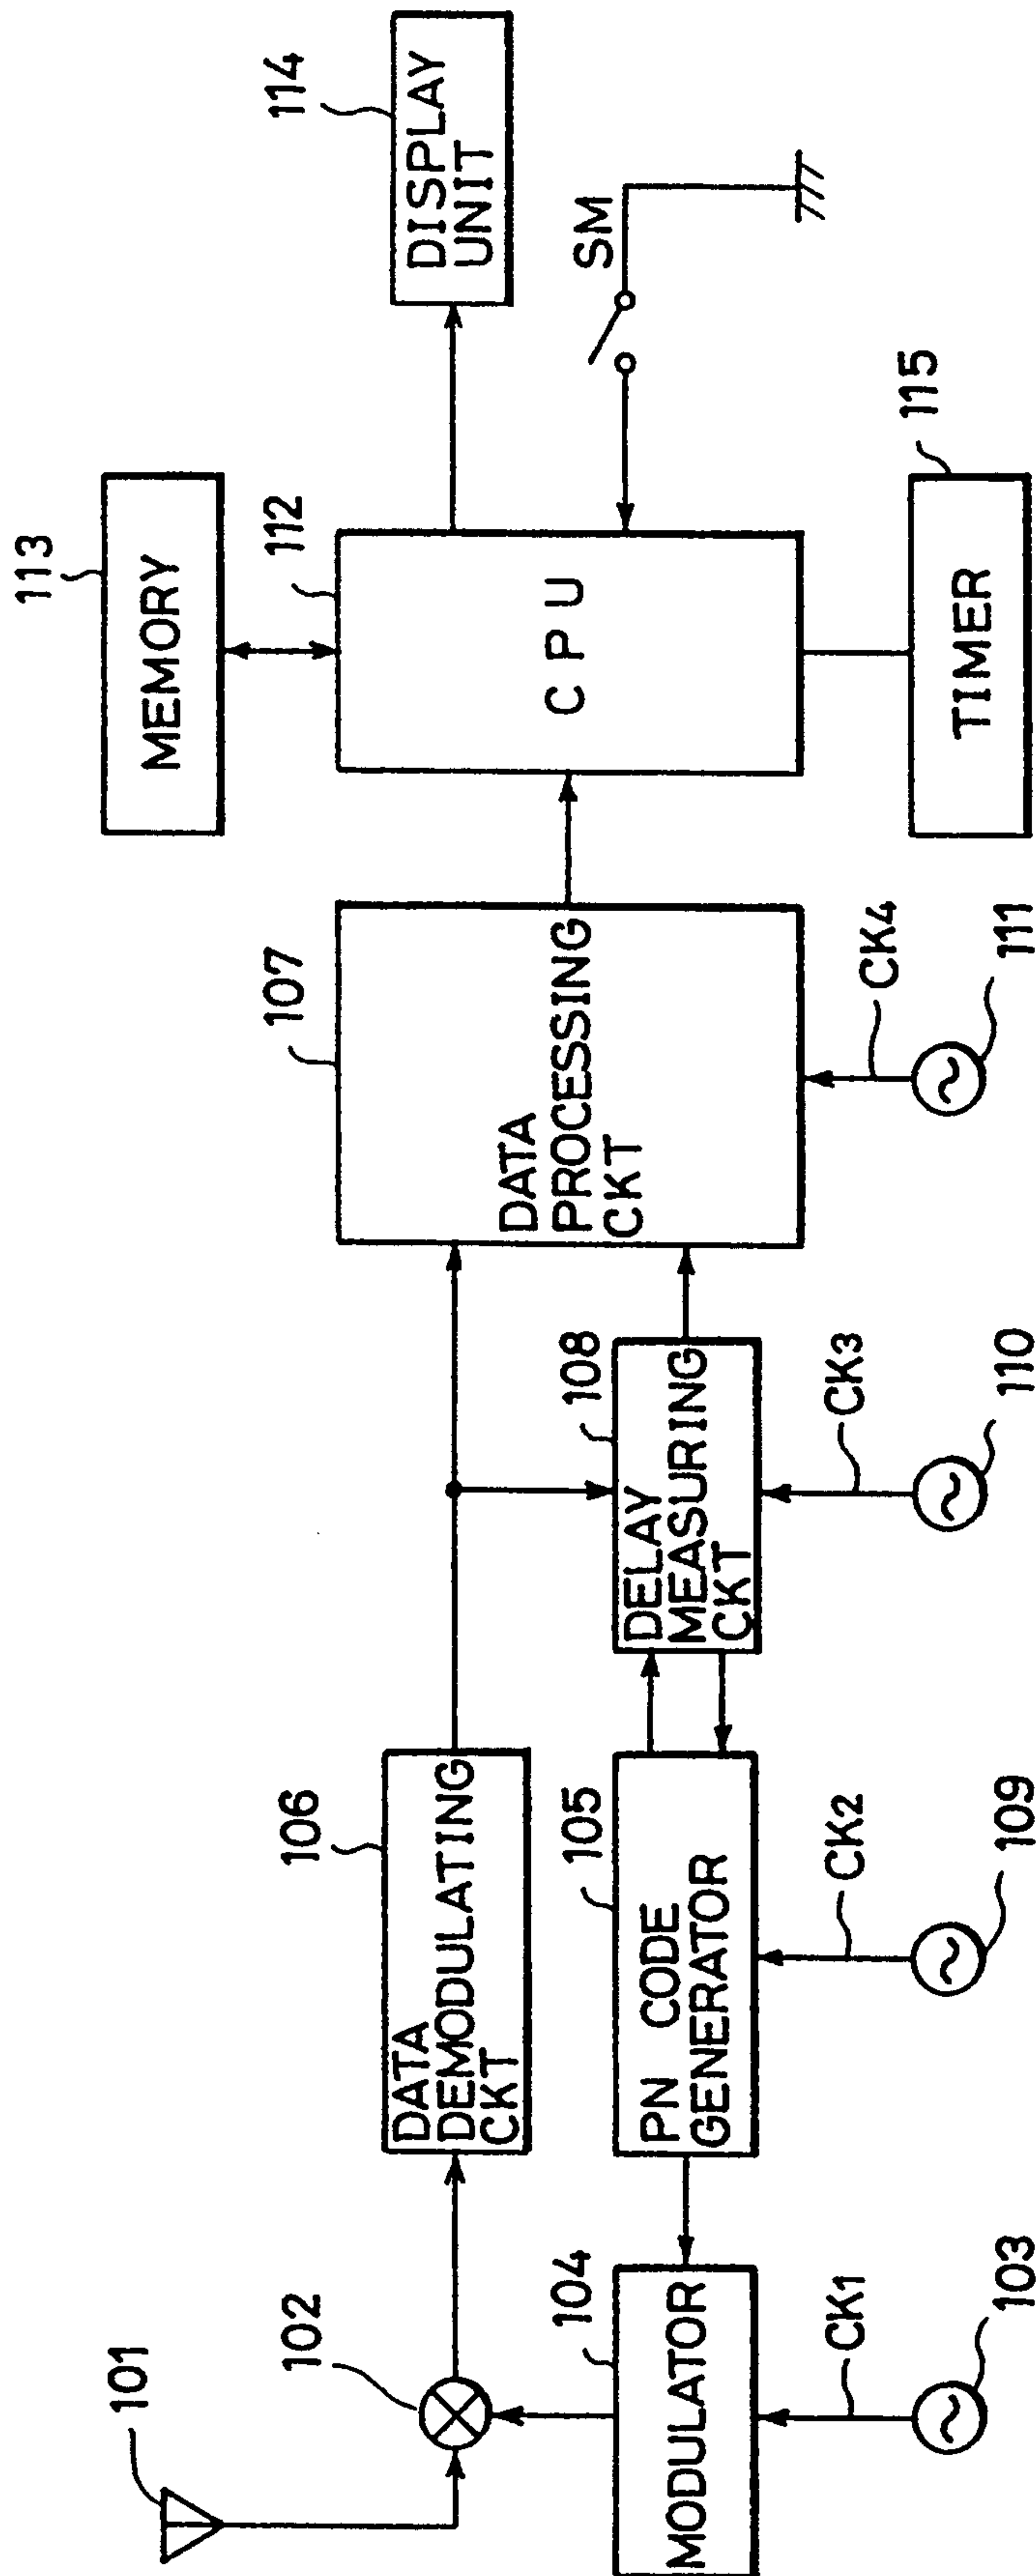 101
102
103
CK1
104
MODULATOR
105
PN CODE
GENERATOR
CK2
109
106
DATA
DEMODULATING
CKT
108
DELAY
MEASURING
CKT
CK3
110
107
DATA
PROCESSING
CKT
CK4
111
112
CPU
113
MEMORY
114
DISPLAY
UNIT
SM
115
TIMER